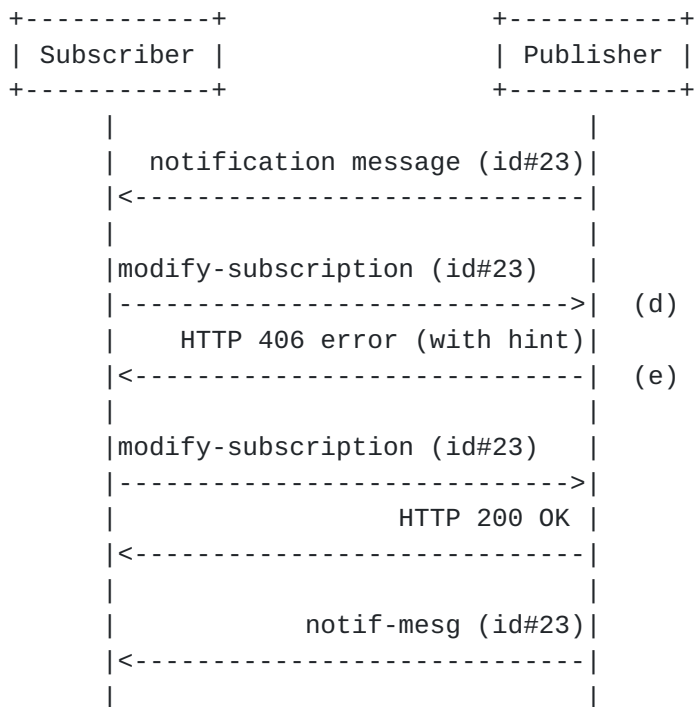 +------------+                 +-----------+
| Subscriber |                 | Publisher |
+------------+                 +-----------+
      |                              |
      |  notification message (id#23)|
      |<-----------------------------|
      |                              |
      |modify-subscription (id#23)   |
      |----------------------------->|  (d)
      |    HTTP 406 error (with hint)|
      |<-----------------------------|  (e)
      |                              |
      |modify-subscription (id#23)   |
      |----------------------------->|
      |                  HTTP 200 OK |
      |<-----------------------------|
      |                              |
      |            notif-mesg (id#23)|
      |<-----------------------------|
      |                              |